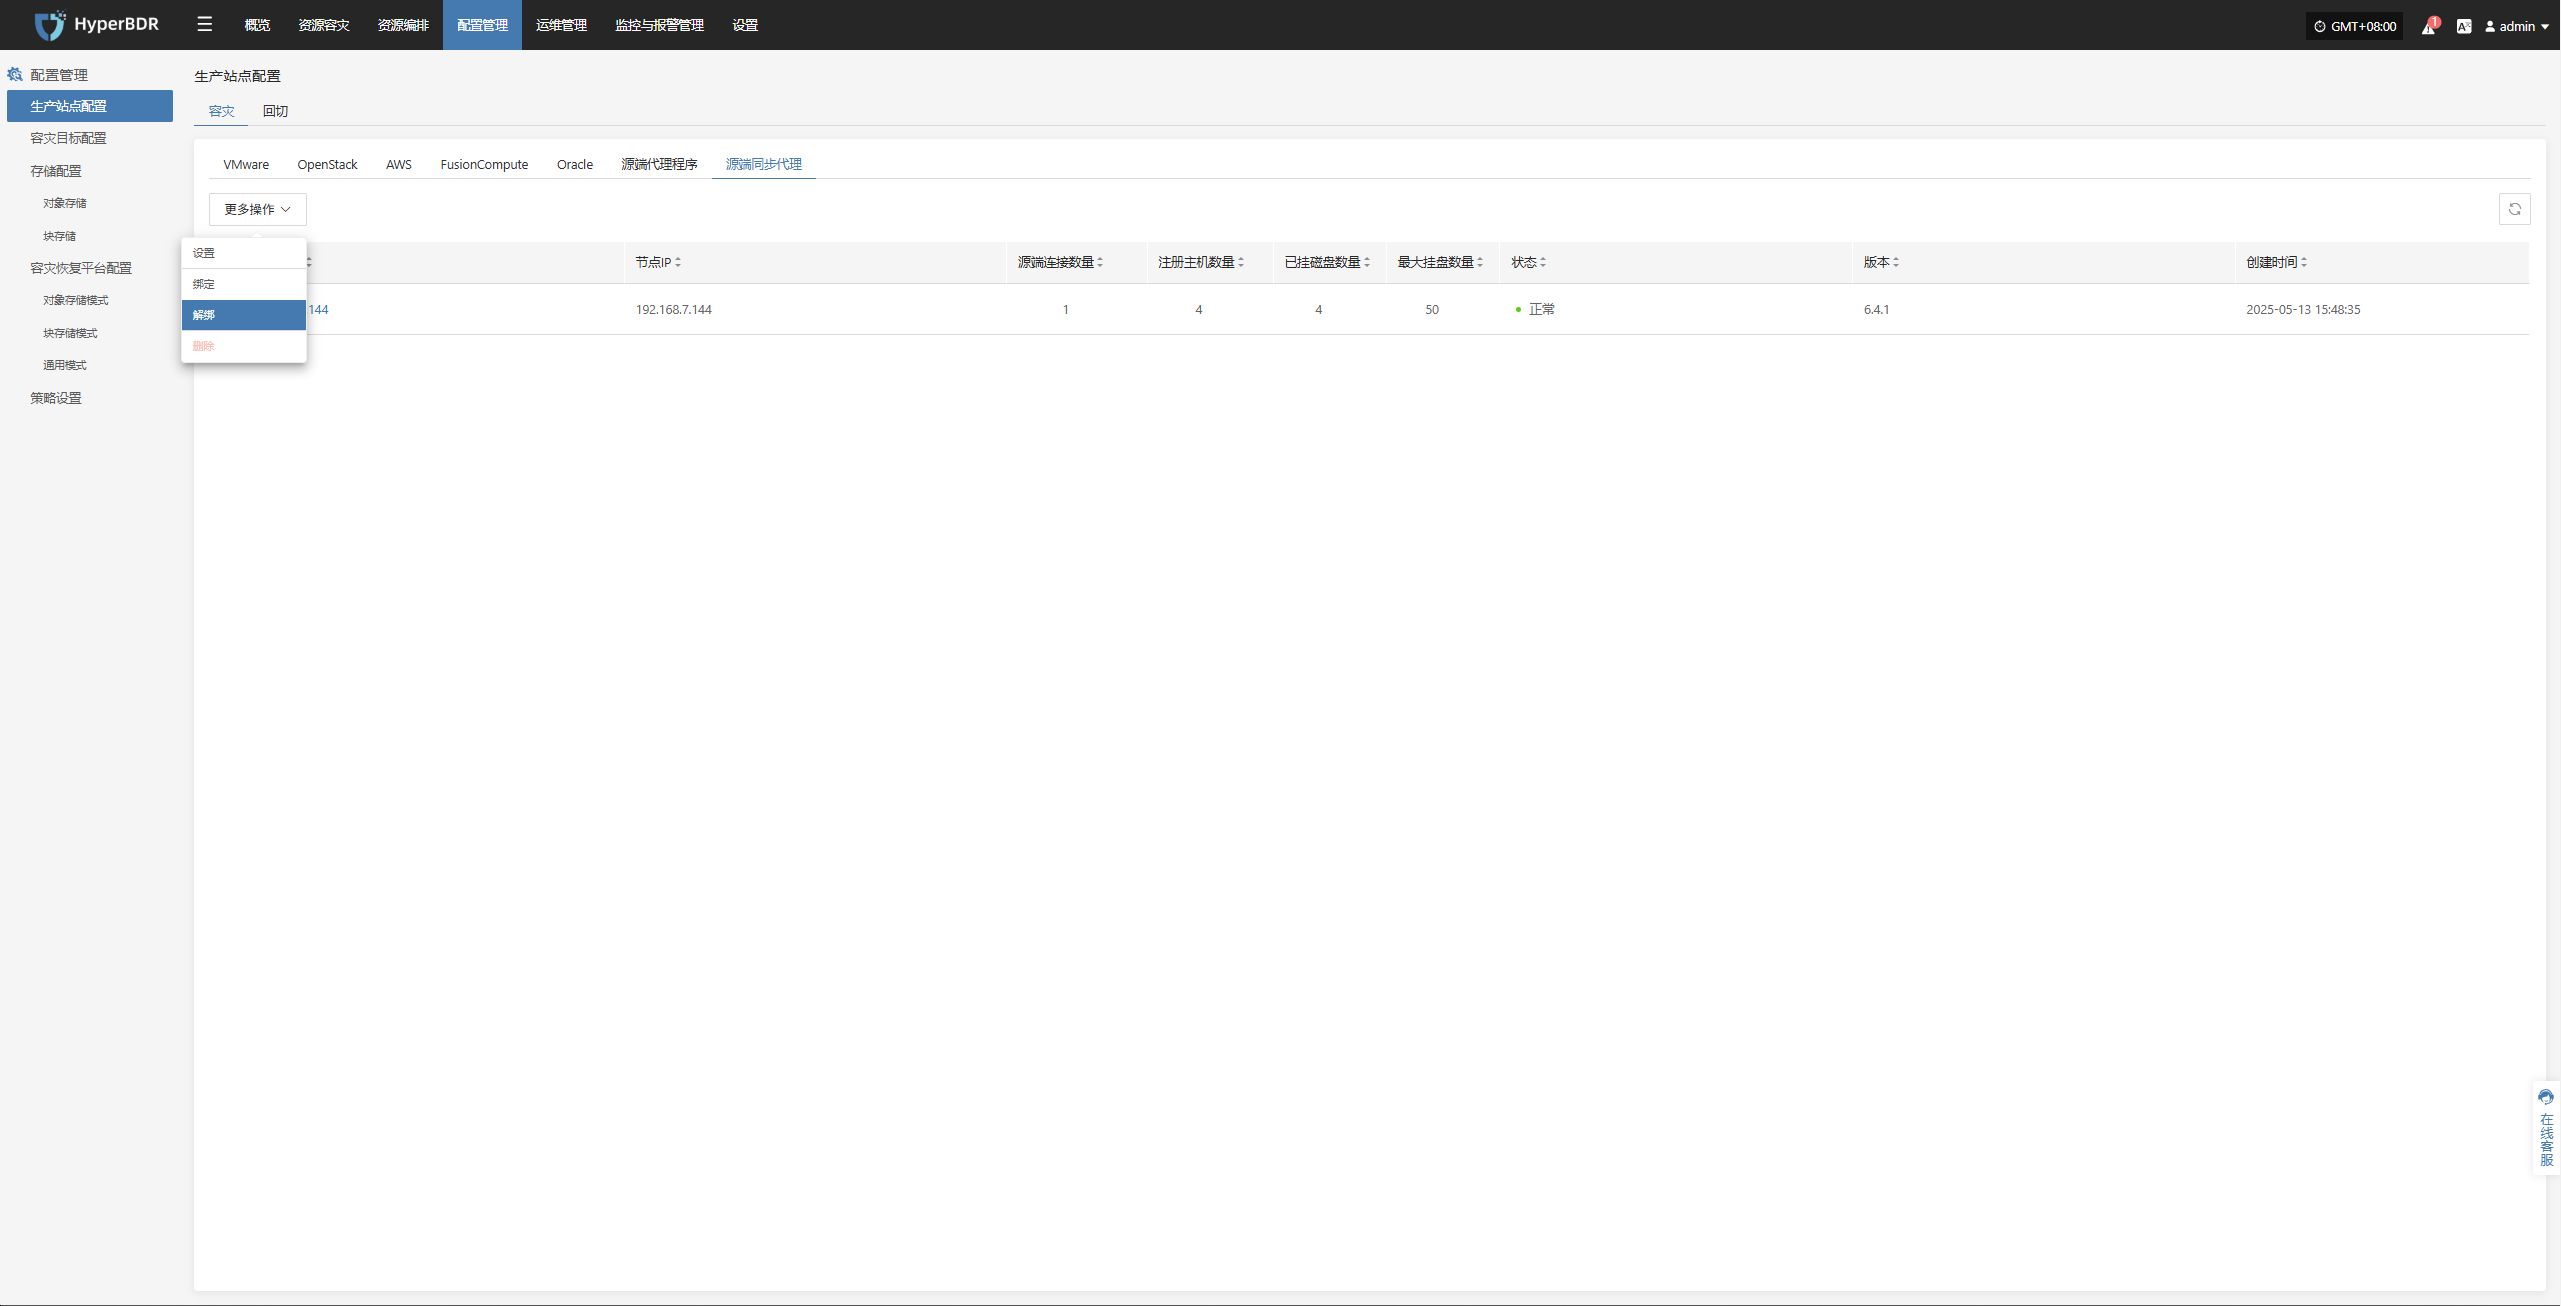 HyperBDR 概览 资源容灾 资源编排 配置管理 运维管理 监控与报警管理 设置 GMT+08:00 1 admin
配置管理
生产站点配置
容灾目标配置
存储配置
对象存储
块存储
容灾恢复平台配置
对象存储模式
块存储模式
通用模式
策略设置
生产站点配置
容灾 回切
VMware OpenStack AWS FusionCompute Oracle 源端代理程序 源端同步代理
更多操作
设置
绑定
解绑
删除
节点IP 源端连接数量 注册主机数量 已挂磁盘数量 最大挂盘数量 状态 版本 创建时间
144 192.168.7.144 1 4 4 50 正常 6.4.1 2025-05-13 15:48:35
在线客服